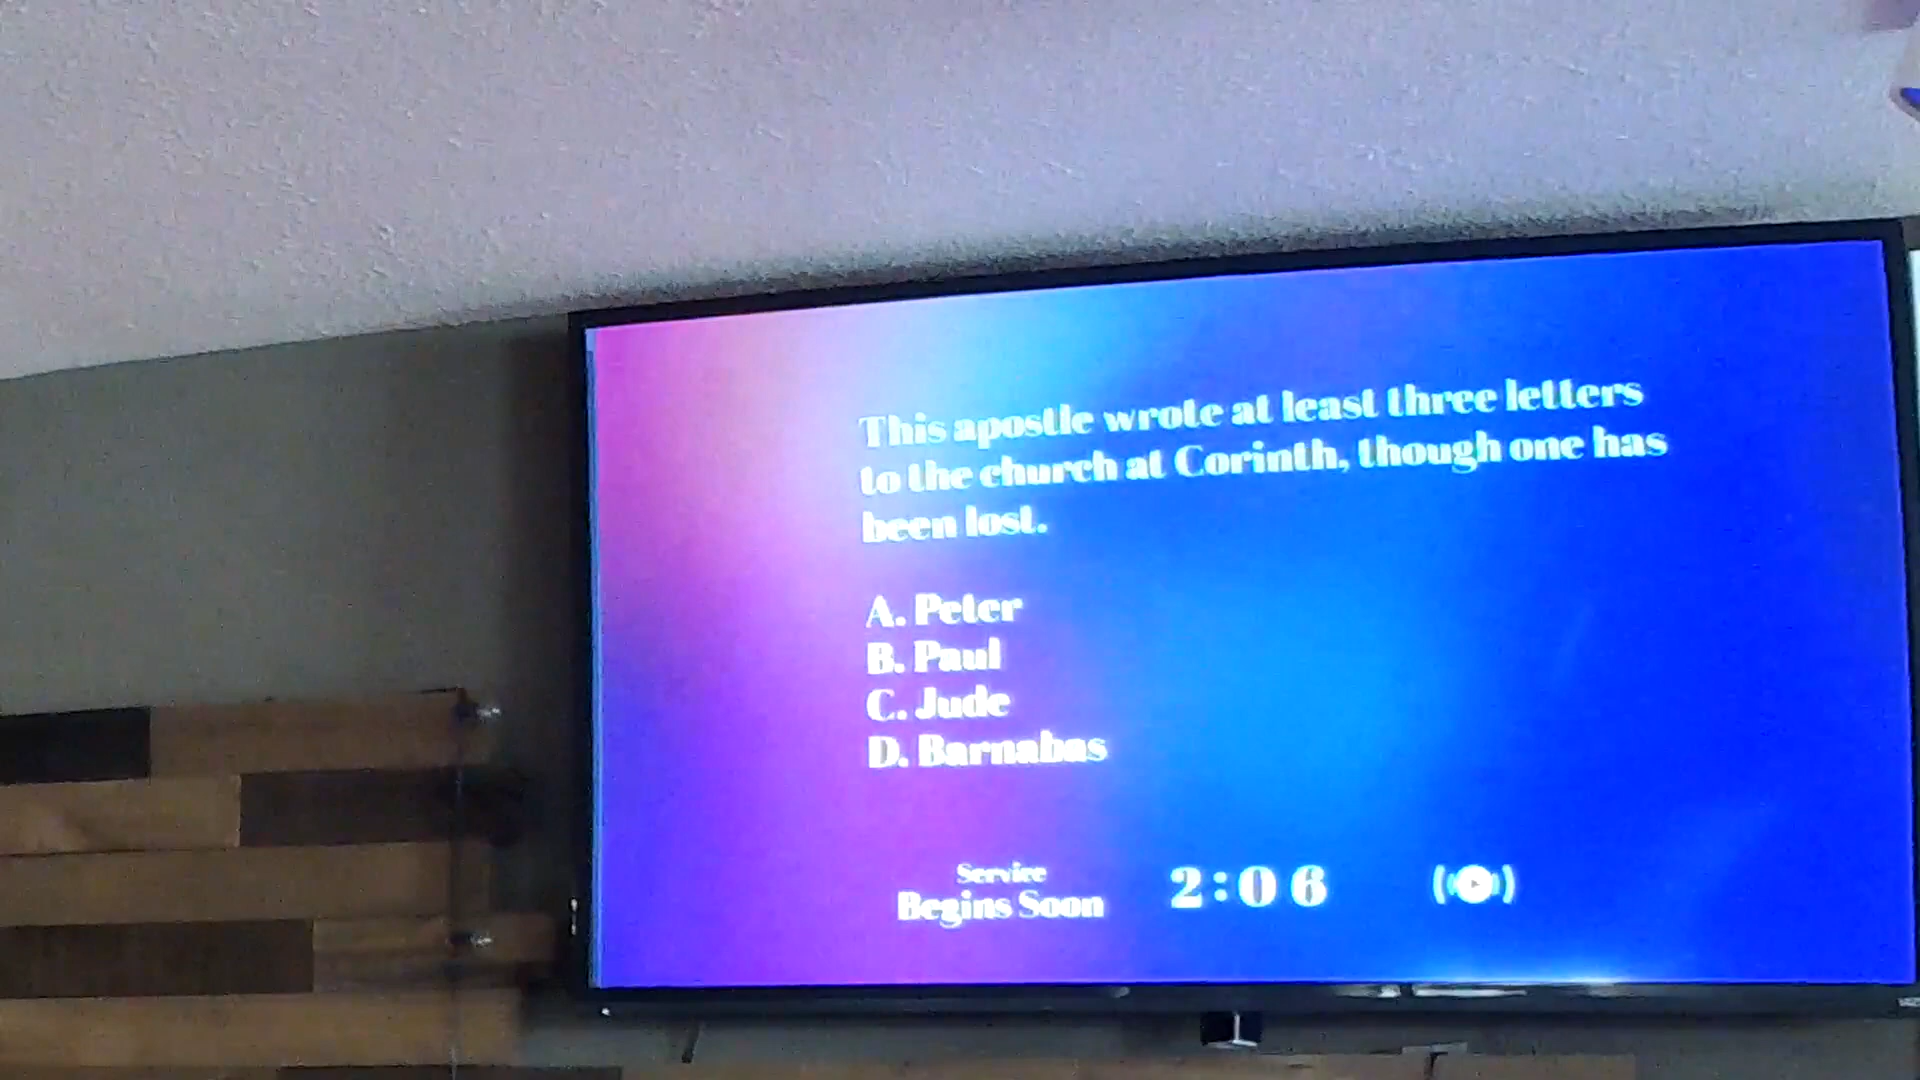 This apostle wrote at least three letters
to the church at Corinth, though one has
been lost.
A. Peter
B. Paul
C. Jude
D. Barnabas
Service
Begins Soon
2:06